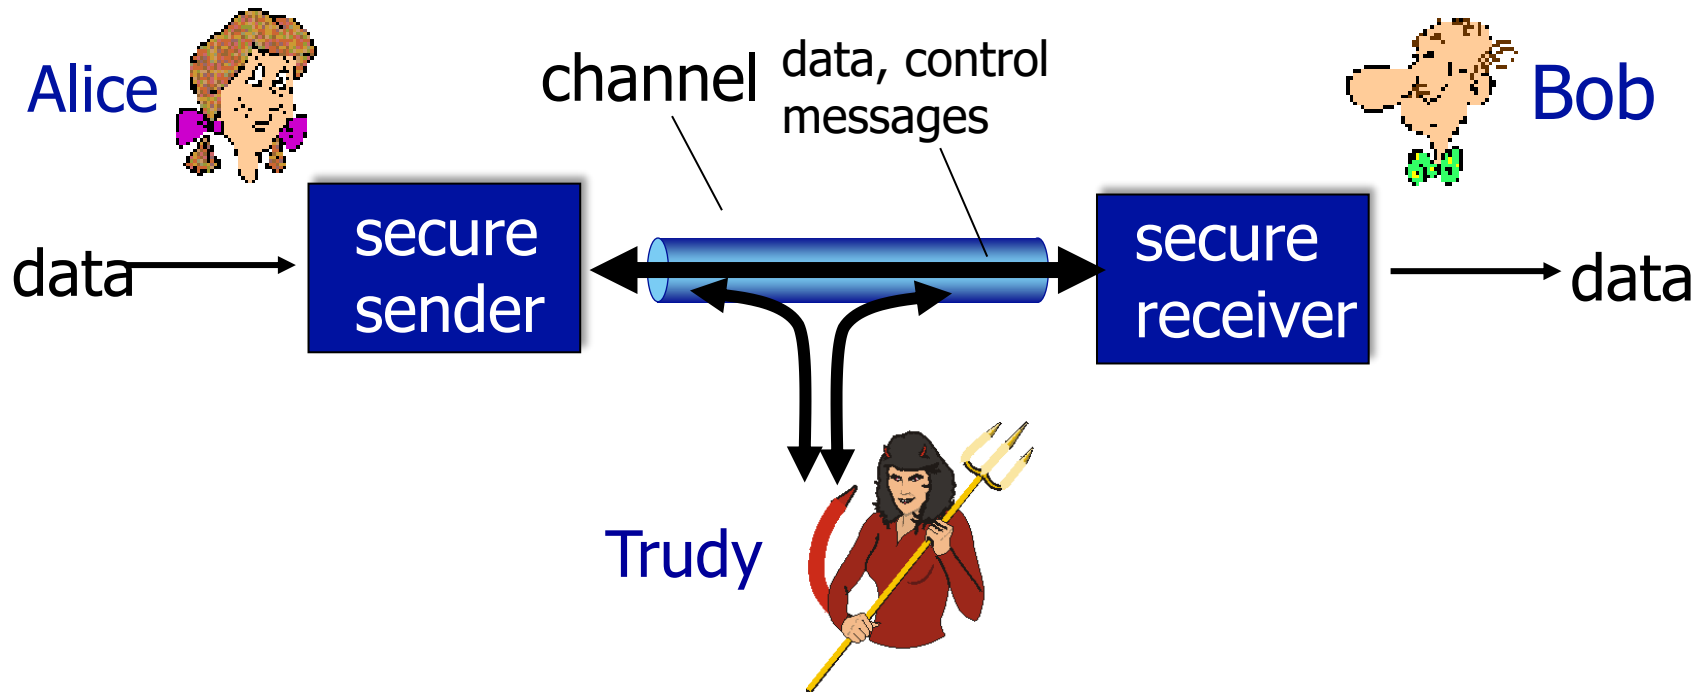 Alice
channel
data, control
messages
Bob
data
secure
sender
secure
receiver
data
Trudy